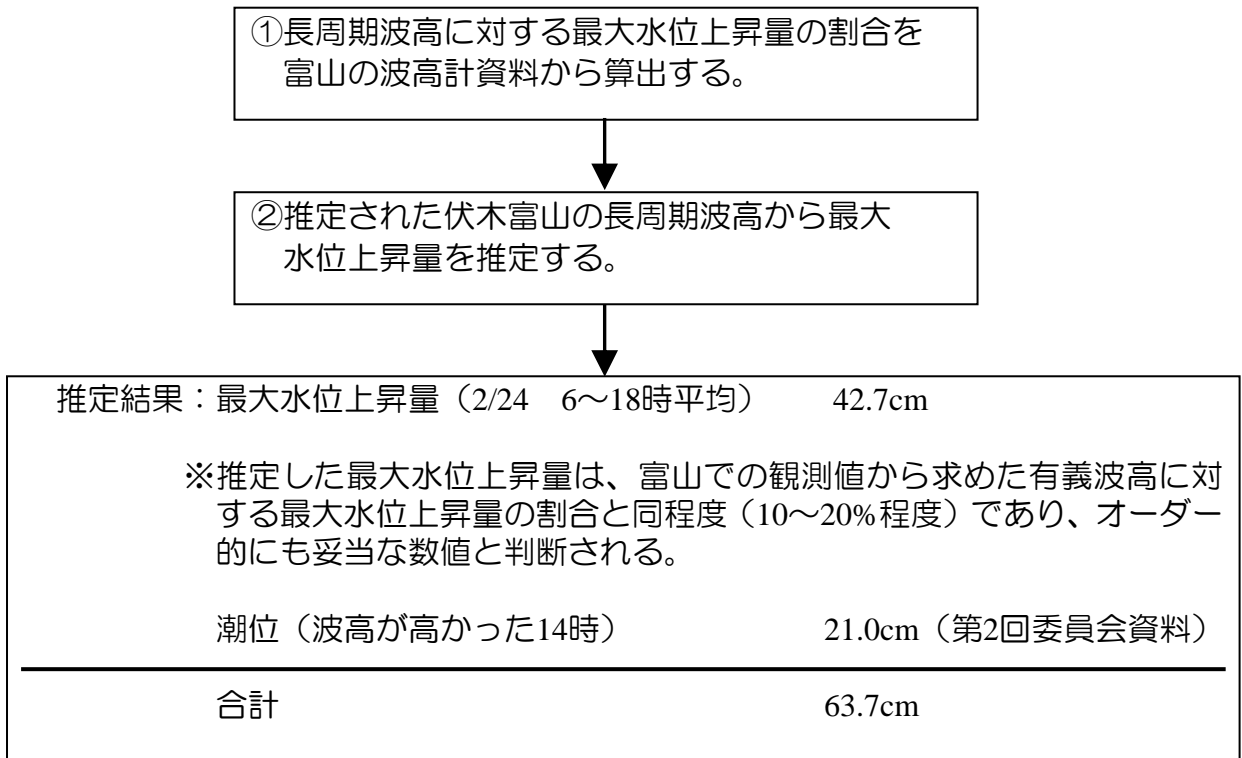 ①長周期波高に対する最大水位上昇量の割合を
富山の波高計資料から算出する。
②推定された伏木富山の長周期波高から最大
水位上昇量を推定する。
推定結果：最大水位上昇量（2/24　6～18時平均）　42.7cm
※推定した最大水位上昇量は、富山での観測値から求めた有義波高に対
する最大水位上昇量の割合と同程度（10～20%程度）であり、オーダー
的にも妥当な数値と判断される。
潮位（波高が高かった14時）　21.0cm（第2回委員会資料）
合計　63.7cm